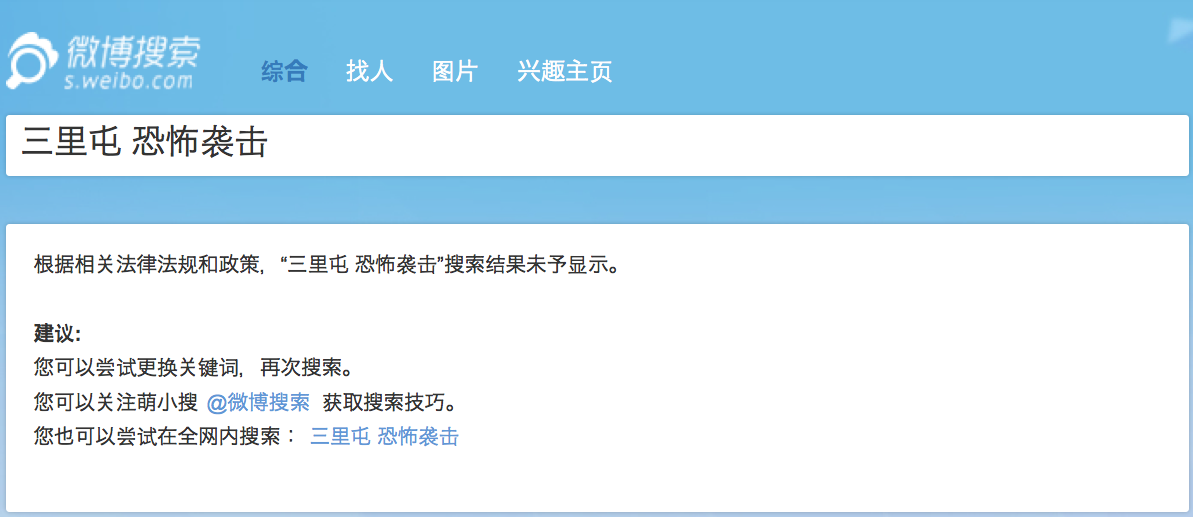 微博搜索
s.weibo.com
综合 找人 图片 兴趣主页
三里屯 恐怖袭击
根据相关法律法规和政策,“三里屯 恐怖袭击”搜索结果未予显示。
建议:
您可以尝试更换关键词,再次搜索。
您可以关注萌小搜 @微博搜索 获取搜索技巧。
您也可以尝试在全网内搜索： 三里屯 恐怖袭击